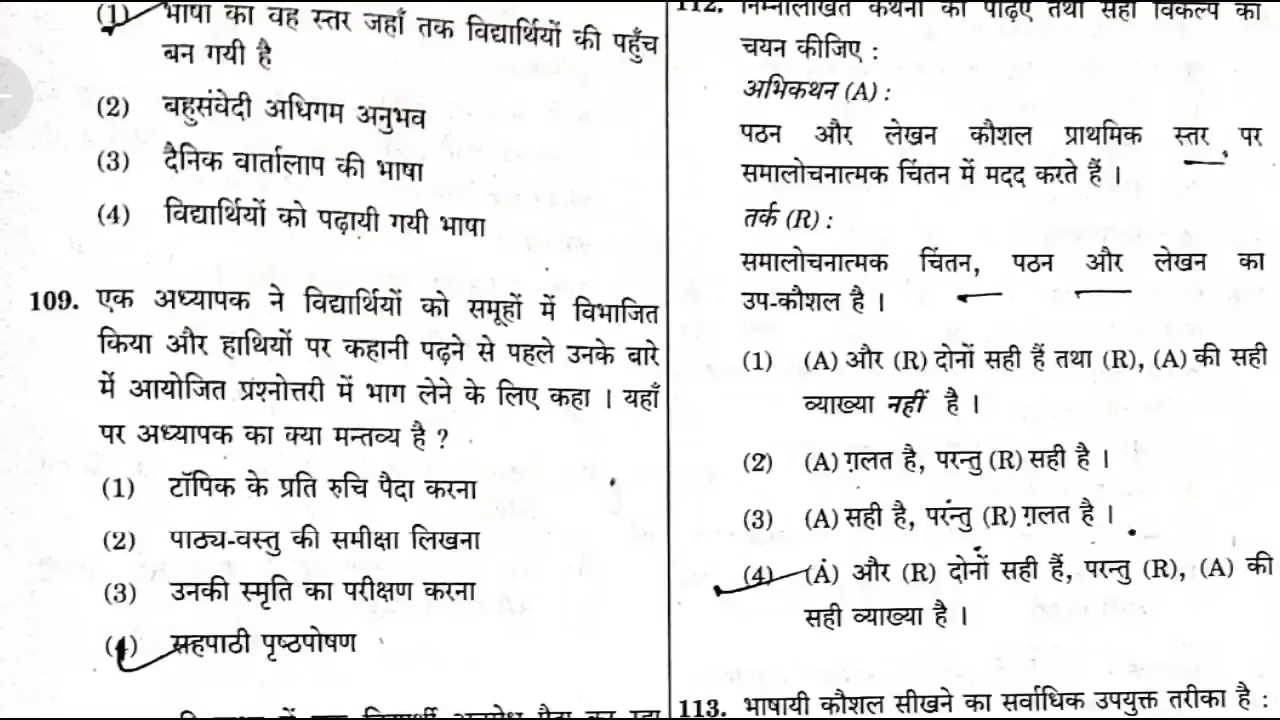 (1) भाषा का वह स्तर जहाँ तक विद्यार्थियों की पहुँच
बन गयी है
(2) बहुसंवेदी अधिगम अनुभव
(3) दैनिक वार्तालाप की भाषा
(4) विद्यार्थियों को पढ़ायी गयी भाषा
109. एक अध्यापक ने विद्यार्थियों को समूहों में विभाजित
किया और हाथियों पर कहानी पढ़ने से पहले उनके बारे
में आयोजित प्रश्नोत्तरी में भाग लेने के लिए कहा । यहाँ
पर अध्यापक का क्या मन्तव्य है ?
(1) टॉपिक के प्रति रुचि पैदा करना
(2) पाठ्य-वस्तु की समीक्षा लिखना
(3) उनकी स्मृति का परीक्षण करना
(4) सहपाठी पृष्ठपोषण
112. निम्नलिखित कथनों को पढ़िए तथा सही विकल्प का
चयन कीजिए :
अभिकथन (A) :
पठन और लेखन कौशल प्राथमिक स्तर पर
समालोचनात्मक चिंतन में मदद करते हैं ।
तर्क (R) :
समालोचनात्मक चिंतन, पठन और लेखन का
उप-कौशल है ।
(1) (A) और (R) दोनों सही हैं तथा (R), (A) की सही
व्याख्या नहीं है ।
(2) (A) ग़लत है, परन्तु (R) सही है ।
(3) (A) सही है, परंन्तु (R) ग़लत है ।
(4) (A) और (R) दोनों सही हैं, परन्तु (R), (A) की
सही व्याख्या है ।
113. भाषायी कौशल सीखने का सर्वाधिक उपयुक्त तरीका है :